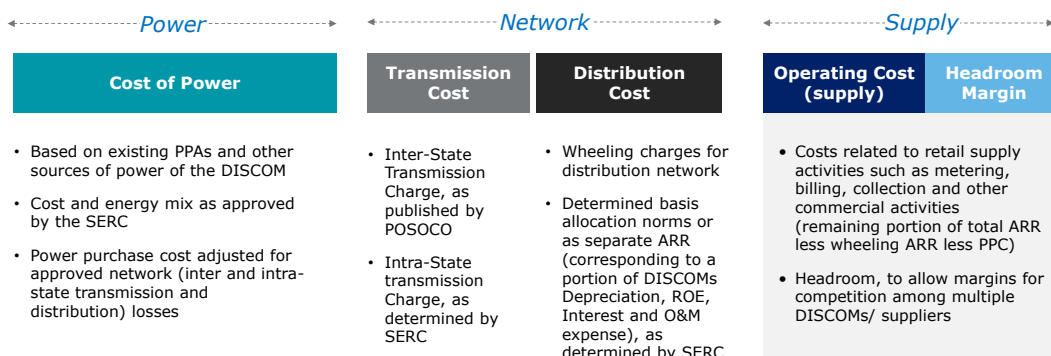 Power
Network
Supply
Cost of Power
Transmission
Cost
Distribution
Cost
Operating Cost
(supply)
Headroom
Margin
• Based on existing PPAs and other
sources of power of the DISCOM
• Cost and energy mix as approved
by the SERC
• Power purchase cost adjusted for
approved network (inter and intra-
state transmission and
distribution) losses
• Inter-State
Transmission
Charge, as
published by
POSOCO
• Intra-State
transmission
Charge, as
determined by
SERC
• Wheeling charges for
distribution network
• Determined basis
allocation norms or
as separate ARR
(corresponding to a
portion of DISCOMs
Depreciation, ROE,
Interest and O&M
expense), as
determined by SERC
• Costs related to retail supply
activities such as metering,
billing, collection and other
commercial activities
(remaining portion of total ARR
less wheeling ARR less PPC)
• Headroom, to allow margins for
competition among multiple
DISCOMs/ suppliers